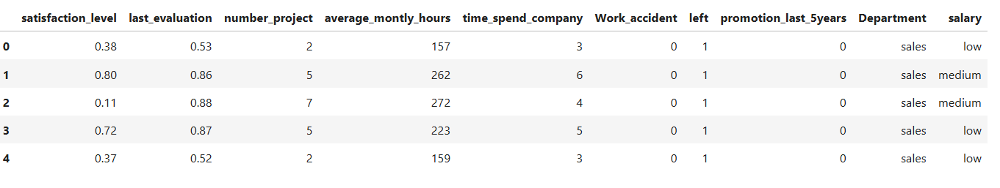 satisfaction_level last_evaluation number_project average_montly_hours time_spend_company Work_accident left promotion_last_5years Department salary
0 0.38 0.53 2 157 3 0 1 0 sales low
1 0.80 0.86 5 262 6 0 1 0 sales medium
2 0.11 0.88 7 272 4 0 1 0 sales medium
3 0.72 0.87 5 223 5 0 1 0 sales low
4 0.37 0.52 2 159 3 0 1 0 sales low